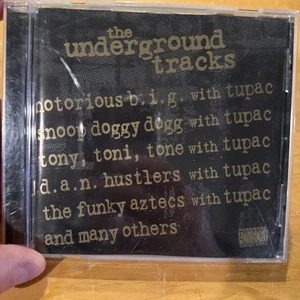 the
underground
tracks
notorious b.i.g. with tupac
snoop doggy dogg with tupac
tony, toni, tone with tupac
d.a.n. hustlers with tupac
the funky aztecs with tupac
and many others